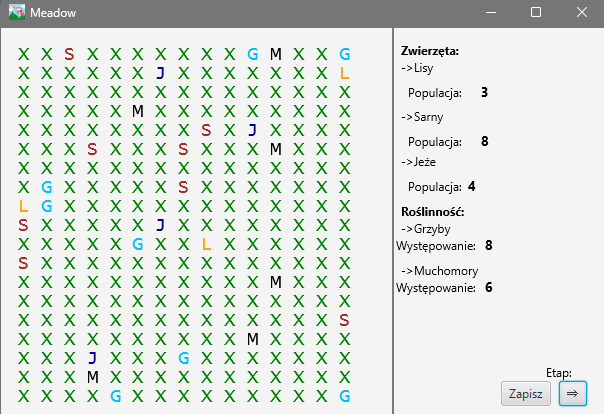 Meadow
X X S X X X X X X X G M X X G
X X X X X X J X X X X X X X L
X X X X X X X X X X X X X X X
X X X X X M X X X X X X X X X
X X X X X X X X S X J X X X X
X X X S X X X S X X X M X X X
X X X X X X X X X X X X X X X
X G X X X X X S X X X X X X X
L G X X X X X X X X X X X X X
S X X X X X J X X X X X X X X
X X X X X G X X L X X X X X X
S X X X X X X X X X X X X X X
X X X X X X X X X X X M X X X
X X X X X X X X X X X X X X X
X X X X X X X X X X X X X X S
X X X X X X X X X X M X X X X
X X X J X X X G X X X X X X X
X X X M X X X X X X X X X X X
X X X X G X X X X X X X X X G
Zwierzęta:
->Lisy
Populacja: 3
->Sarny
Populacja: 8
->Jeże
Populacja: 4
Roślinność:
->Grzyby
Występowanie: 8
->Muchomory
Występowanie: 6
Etap:
Zapisz ⇒